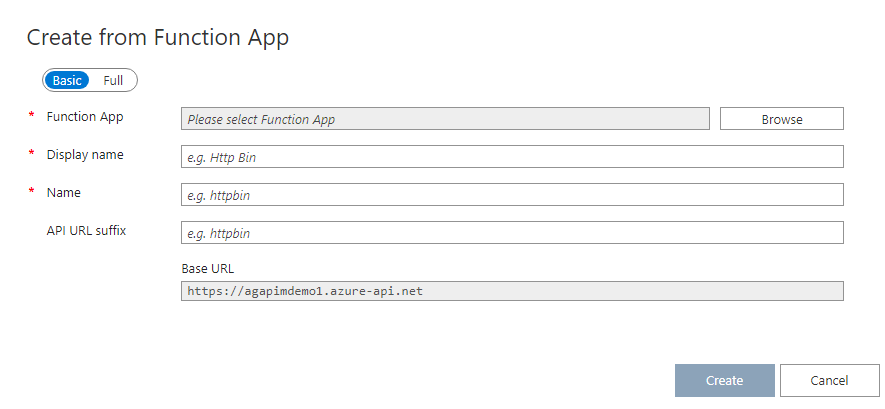 Create from Function App
Basic Full
* Function App Please select Function App Browse
* Display name e.g. Http Bin
* Name e.g. httpbin
API URL suffix e.g. httpbin
Base URL
https://agapimdemo1.azure-api.net
Create Cancel